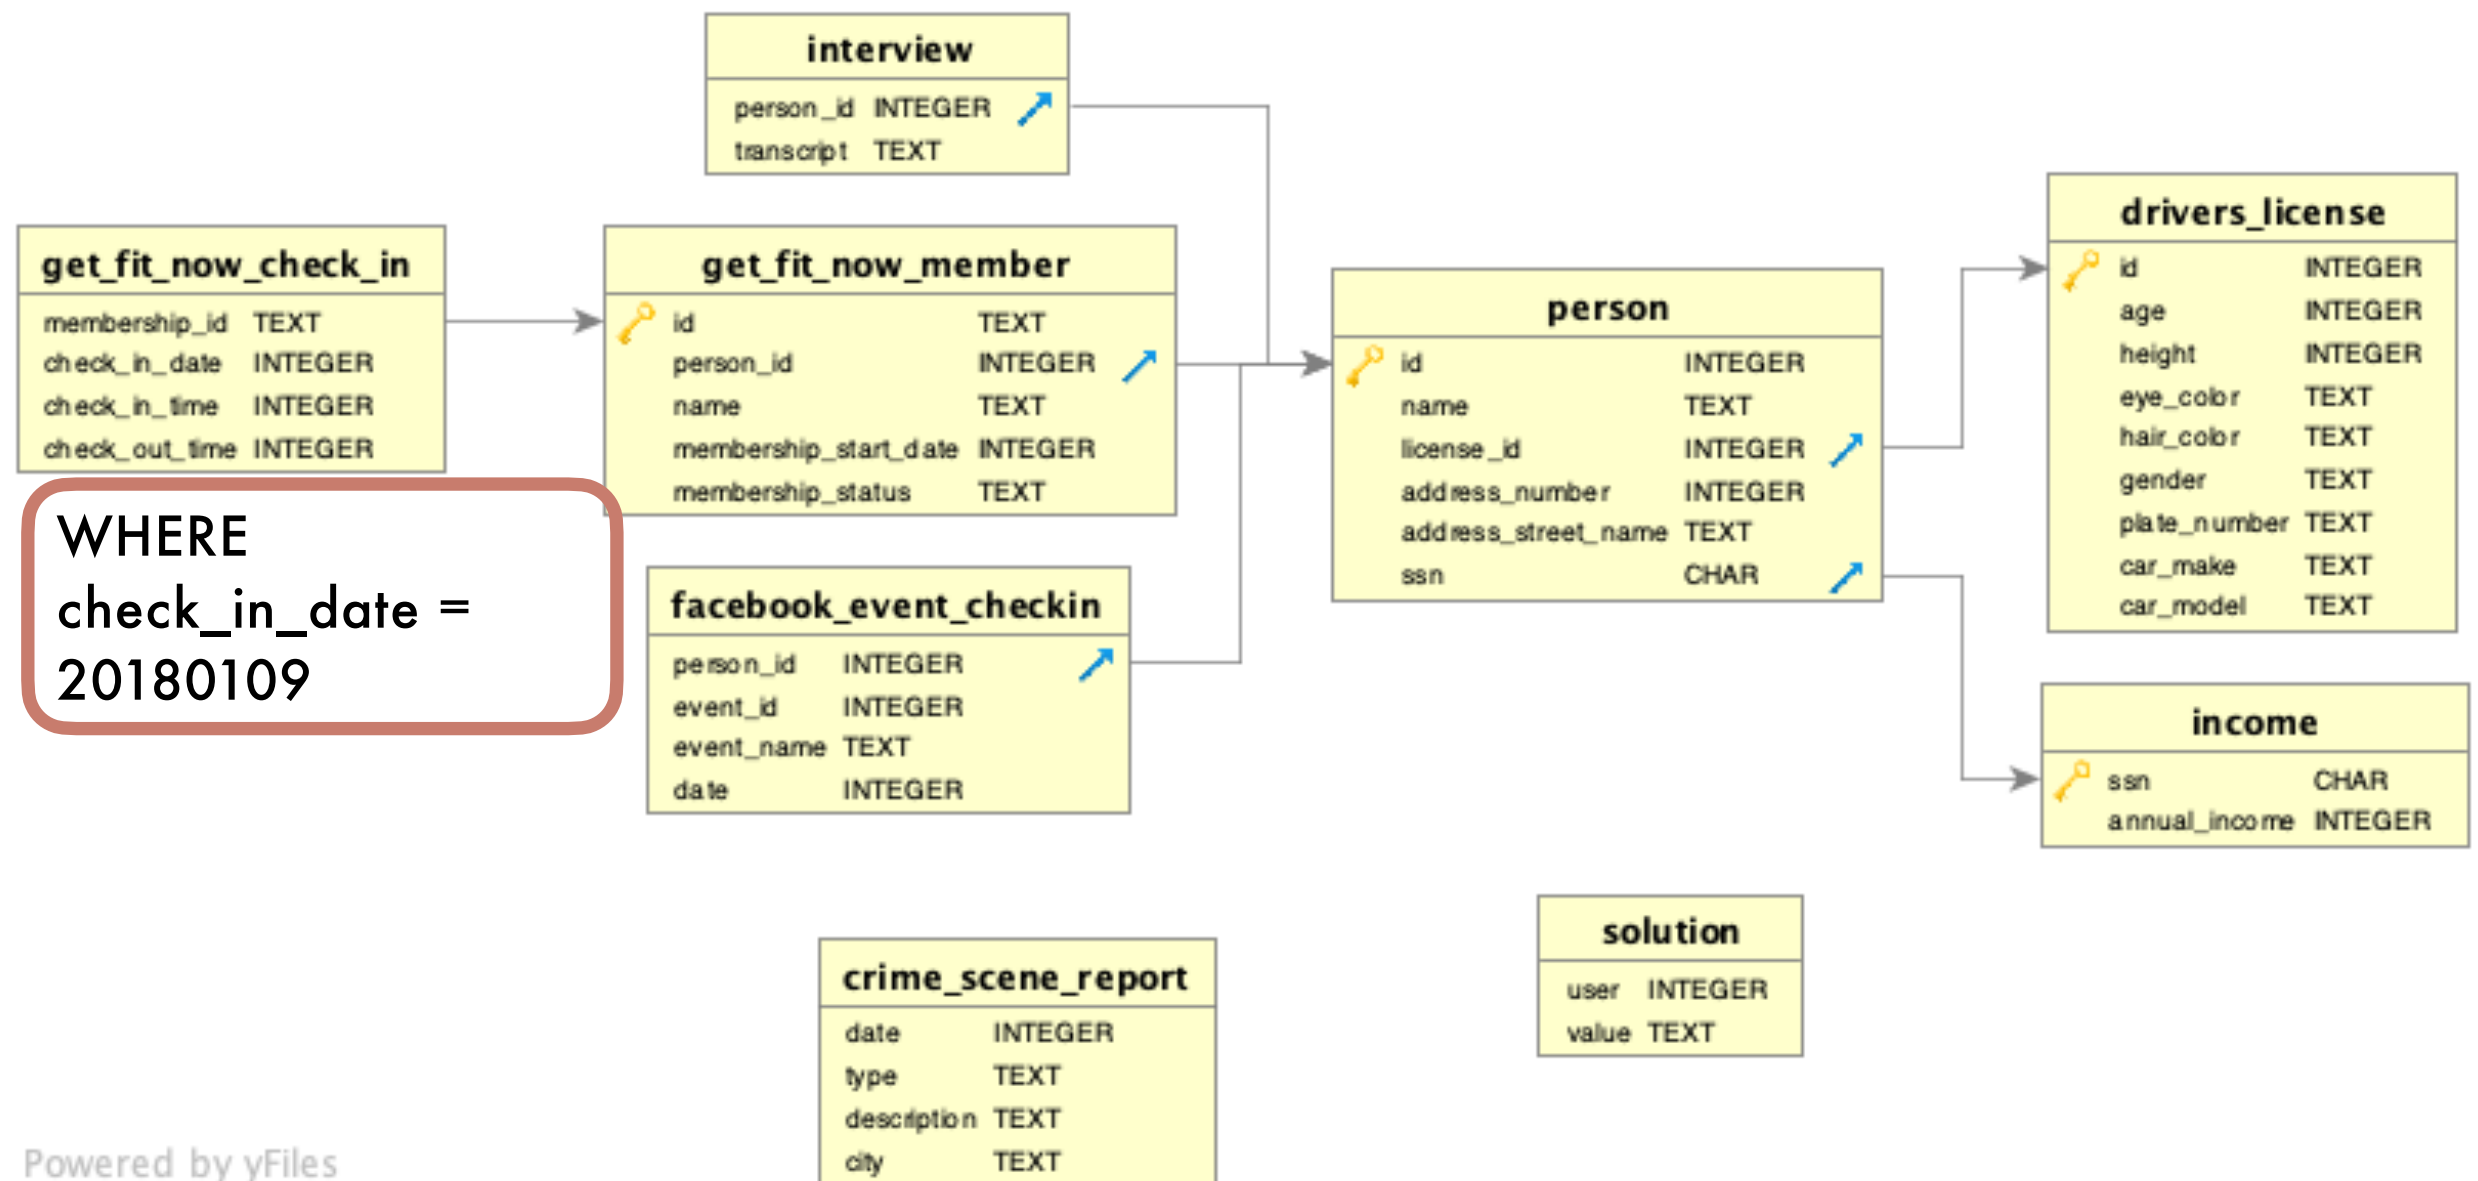 interview
person_id INTEGER
transcript TEXT
get_fit_now_check_in
membership_id TEXT
check_in_date INTEGER
check_in_time INTEGER
check_out_time INTEGER
WHERE
check_in_date =
20180109
get_fit_now_member
id TEXT
person_id INTEGER
name TEXT
membership_start_date INTEGER
membership_status TEXT
facebook_event_checkin
person_id INTEGER
event_id INTEGER
event_name TEXT
date INTEGER
person
id INTEGER
name TEXT
license_id INTEGER
address_number INTEGER
address_street_name TEXT
ssn CHAR
drivers_license
id INTEGER
age INTEGER
height INTEGER
eye_color TEXT
hair_color TEXT
gender TEXT
plate_number TEXT
car_make TEXT
car_model TEXT
income
ssn CHAR
annual_income INTEGER
solution
user INTEGER
value TEXT
crime_scene_report
date INTEGER
type TEXT
description TEXT
city TEXT
Powered by yFiles